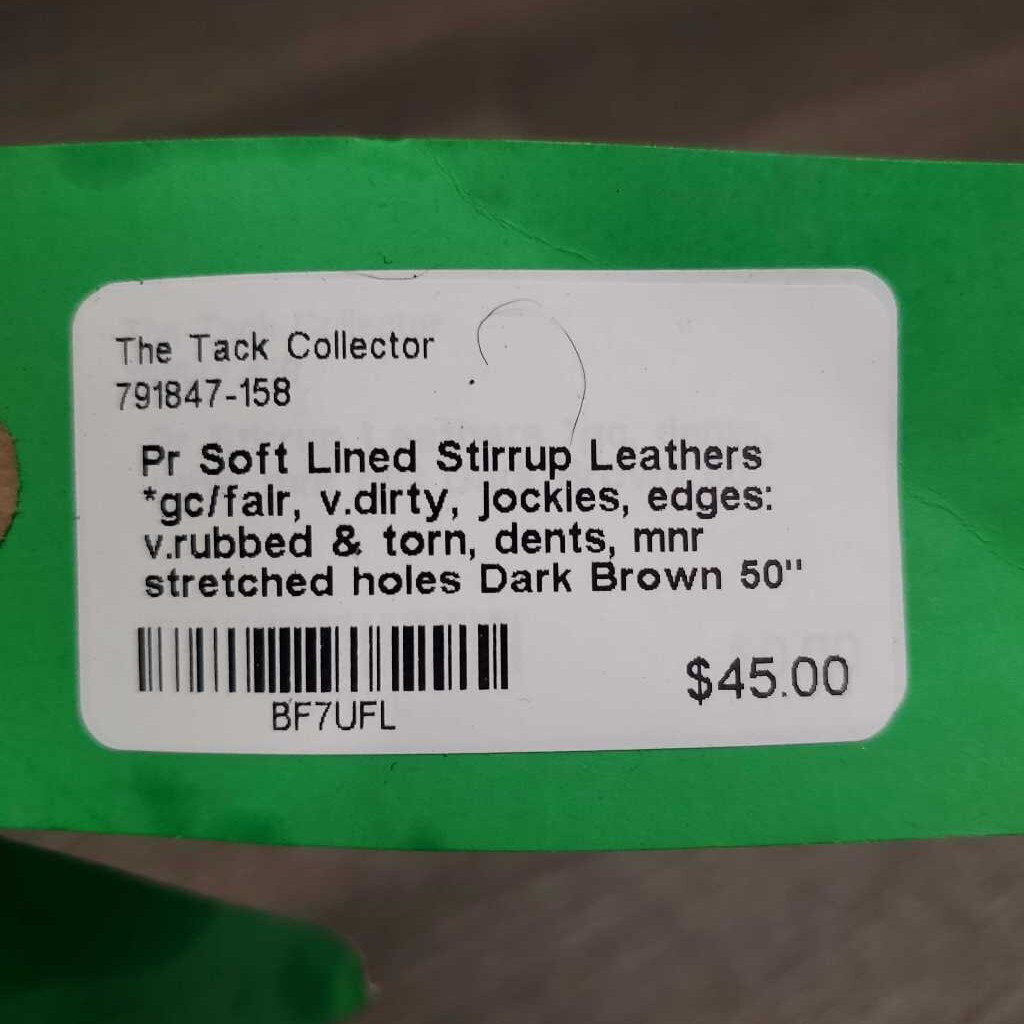 The Tack Collector
791847-158
Pr Soft Lined Stirrup Leathers
*gc/fair, v.dirty, jockies, edges:
v.rubbed & torn, dents, mnr
stretched holes Dark Brown 50"
BF7UFL
$45.00